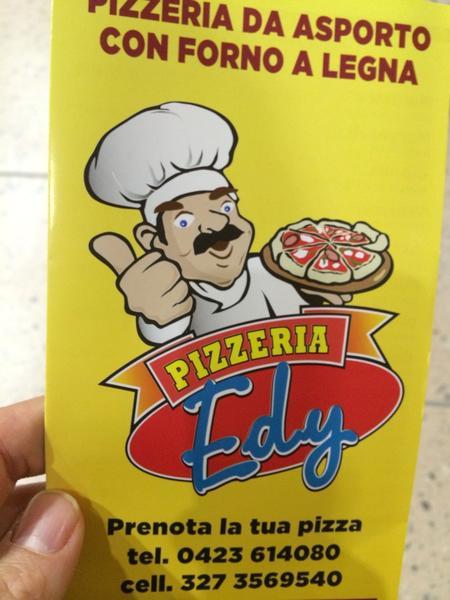 PIZZERIA DA ASPORTO
CON FORNO A LEGNA
PIZZERIA
Edy
Prenota la tua pizza
tel. 0423 614080
cell. 327 3569540